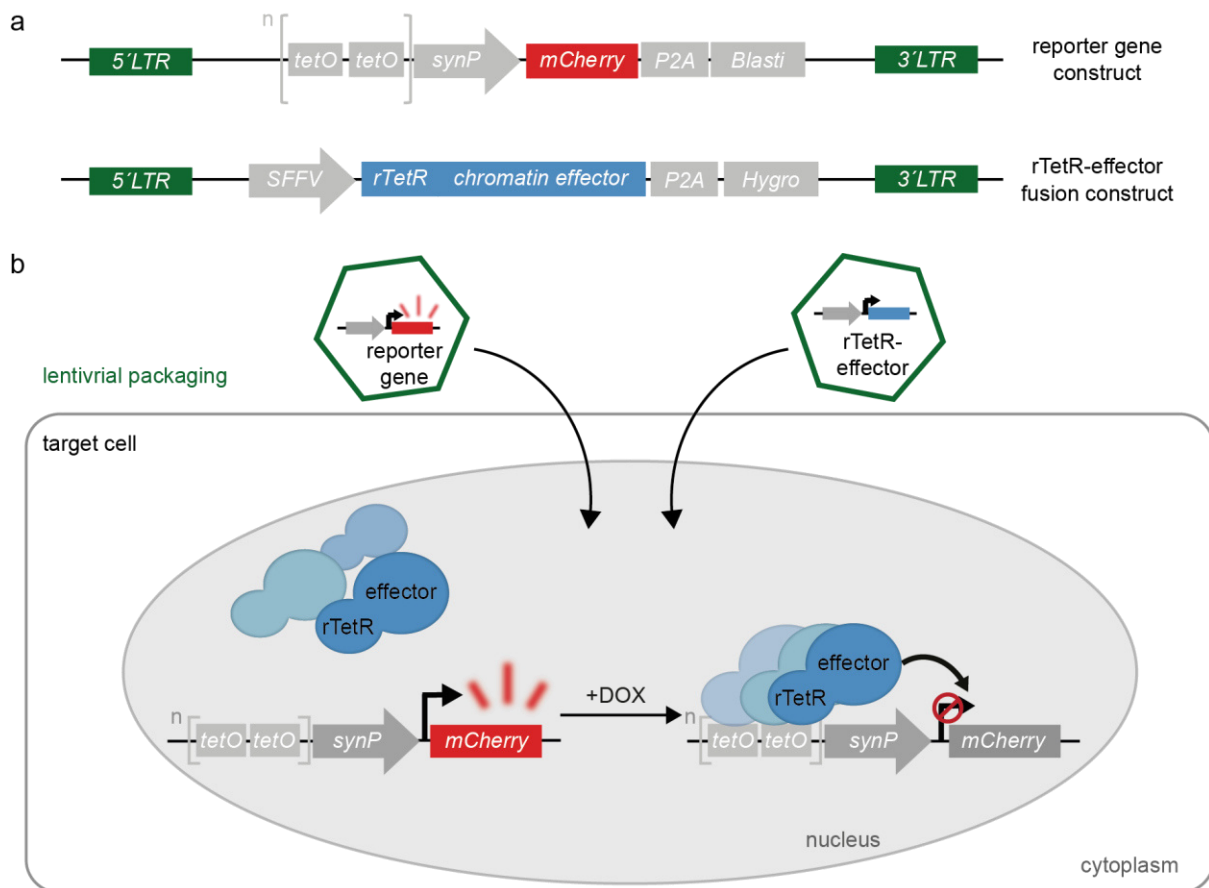 a
n
5´LTR tetO tetO synP mCherry P2A Blasti 3´LTR
reporter gene
construct
5´LTR SFFV rTetR chromatin effector P2A Hygro 3´LTR
rTetR-effector
fusion construct
b
reporter
gene
rTetR-
effector
lentivrial packaging
target cell
effector
rTetR
n
tetO tetO synP mCherry
+DOX
effector
rTetR
n
tetO tetO synP mCherry
nucleus
cytoplasm